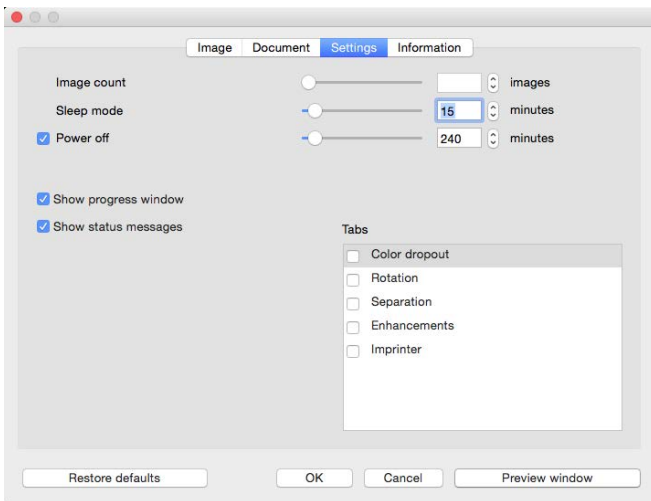 Image Document Settings Information
Image count images
Sleep mode 15 minutes
Power off 240 minutes
Show progress window
Show status messages
Tabs
Color dropout
Rotation
Separation
Enhancements
Imprinter
Restore defaults OK Cancel Preview window